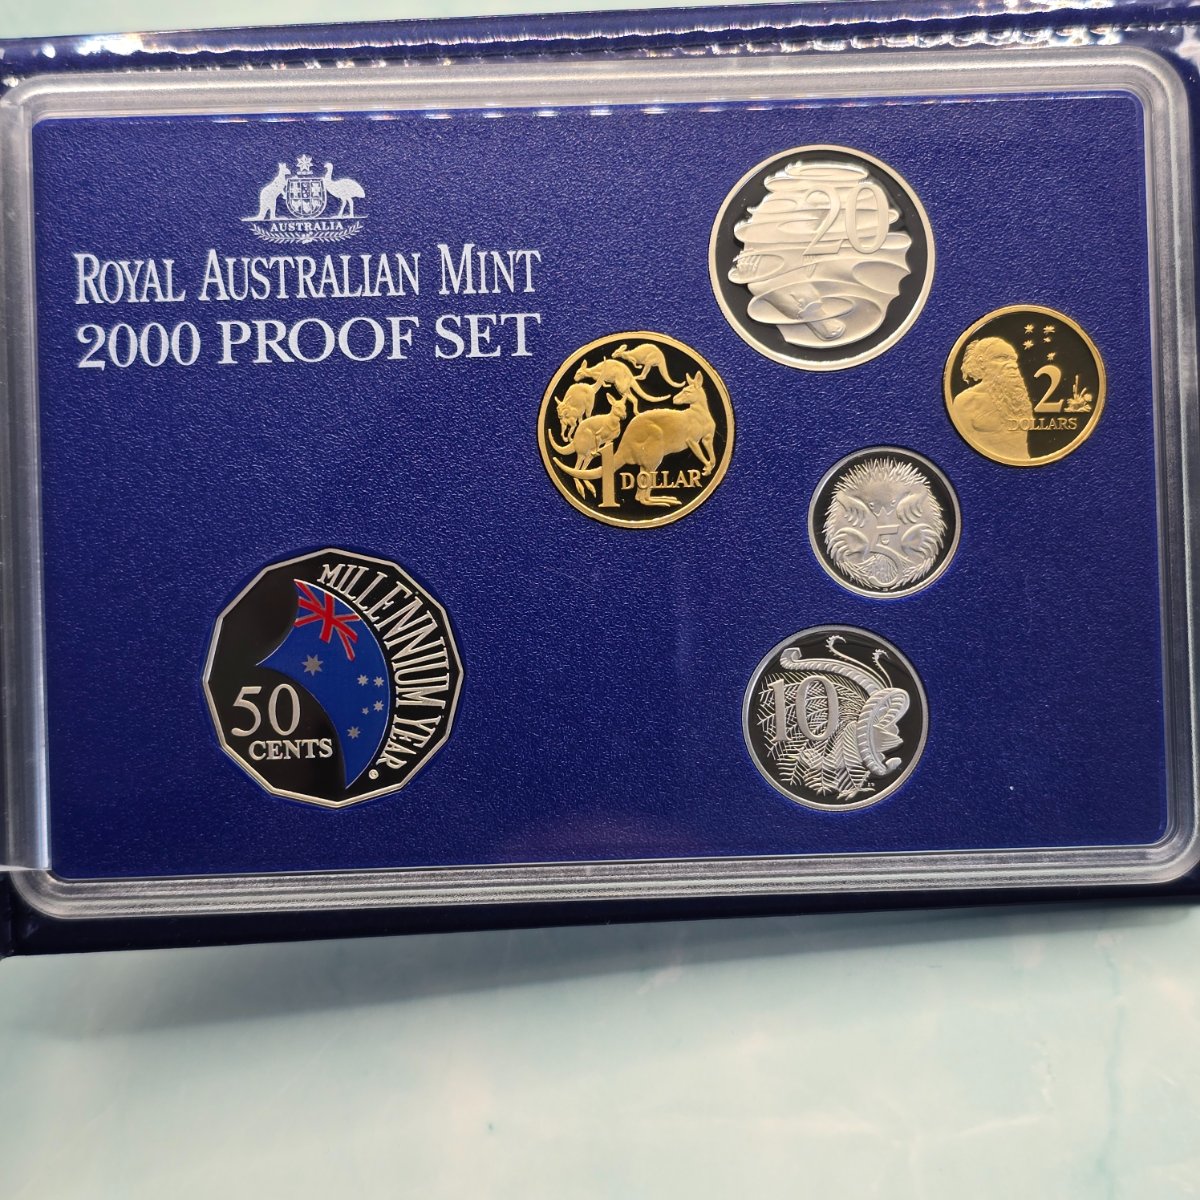 AUSTRALIA
ROYAL AUSTRALIAN MINT
2000 PROOF SET
20
1 DOLLAR
2
DOLLARS
5
MILLENNIUM YEAR
50
CENTS
10